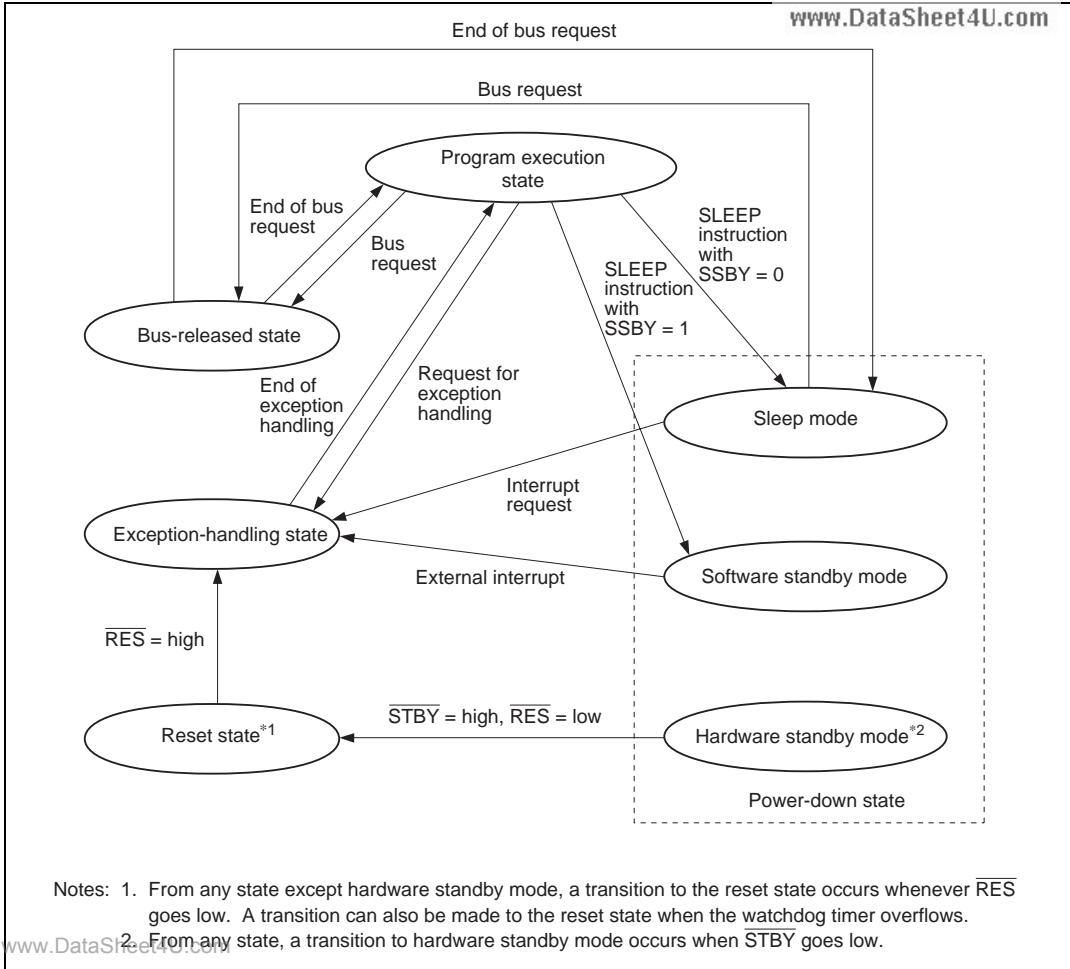 www.DataSheet4U.com
End of bus request
Bus request
Program execution
state
End of bus
request
Bus
request
SLEEP
instruction
with
SSBY = 0
SLEEP
instruction
with
SSBY = 1
Bus-released state
End of
exception
handling
Request for
exception
handling
Sleep mode
Interrupt
request
Exception-handling state
External interrupt
Software standby mode
RES = high
STBY = high, RES = low
Reset state*1
Hardware standby mode*2
Power-down state
Notes: 1. From any state except hardware standby mode, a transition to the reset state occurs whenever RES
goes low. A transition can also be made to the reset state when the watchdog timer overflows.
2. From any state, a transition to hardware standby mode occurs when STBY goes low.
www.DataSheet4U.com